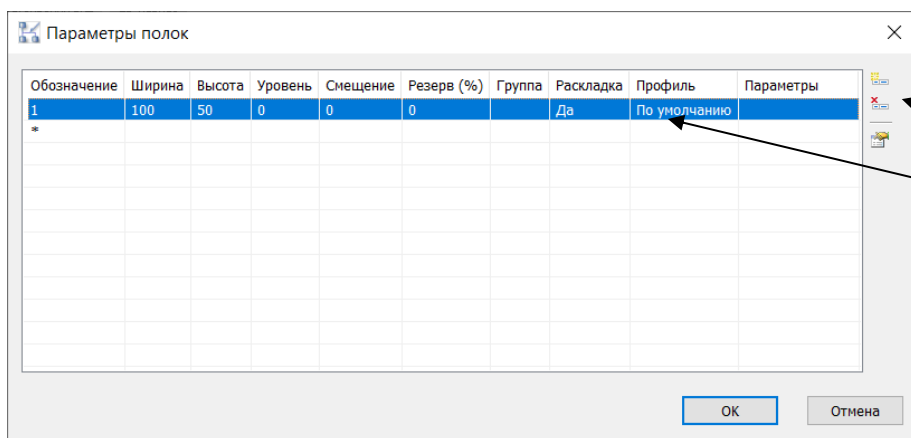 Параметры полок
Обозначение Ширина Высота Уровень Смещение Резерв (%) Группа Раскладка Профиль Параметры
1 100 50 0 0 0 Да По умолчанию
*
ОК Отмена